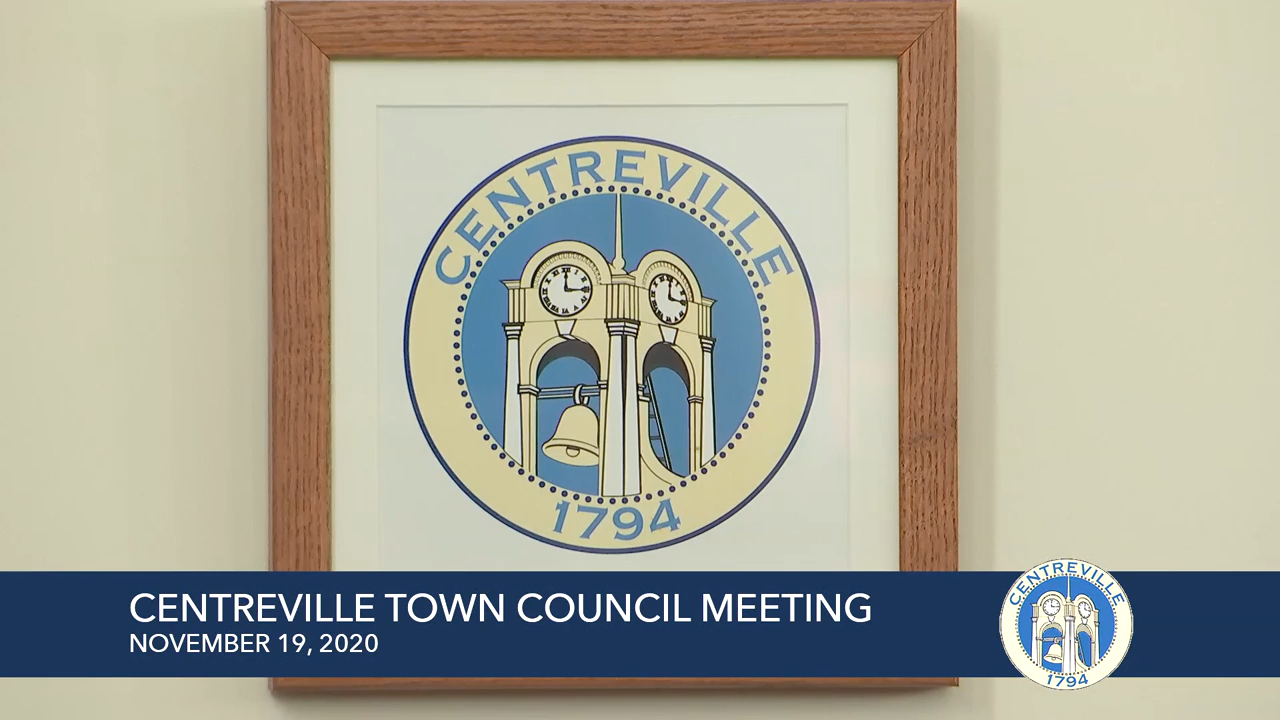 CENTREVILLE
1794
CENTREVILLE TOWN COUNCIL MEETING
NOVEMBER 19, 2020
CENTREVILLE
1794